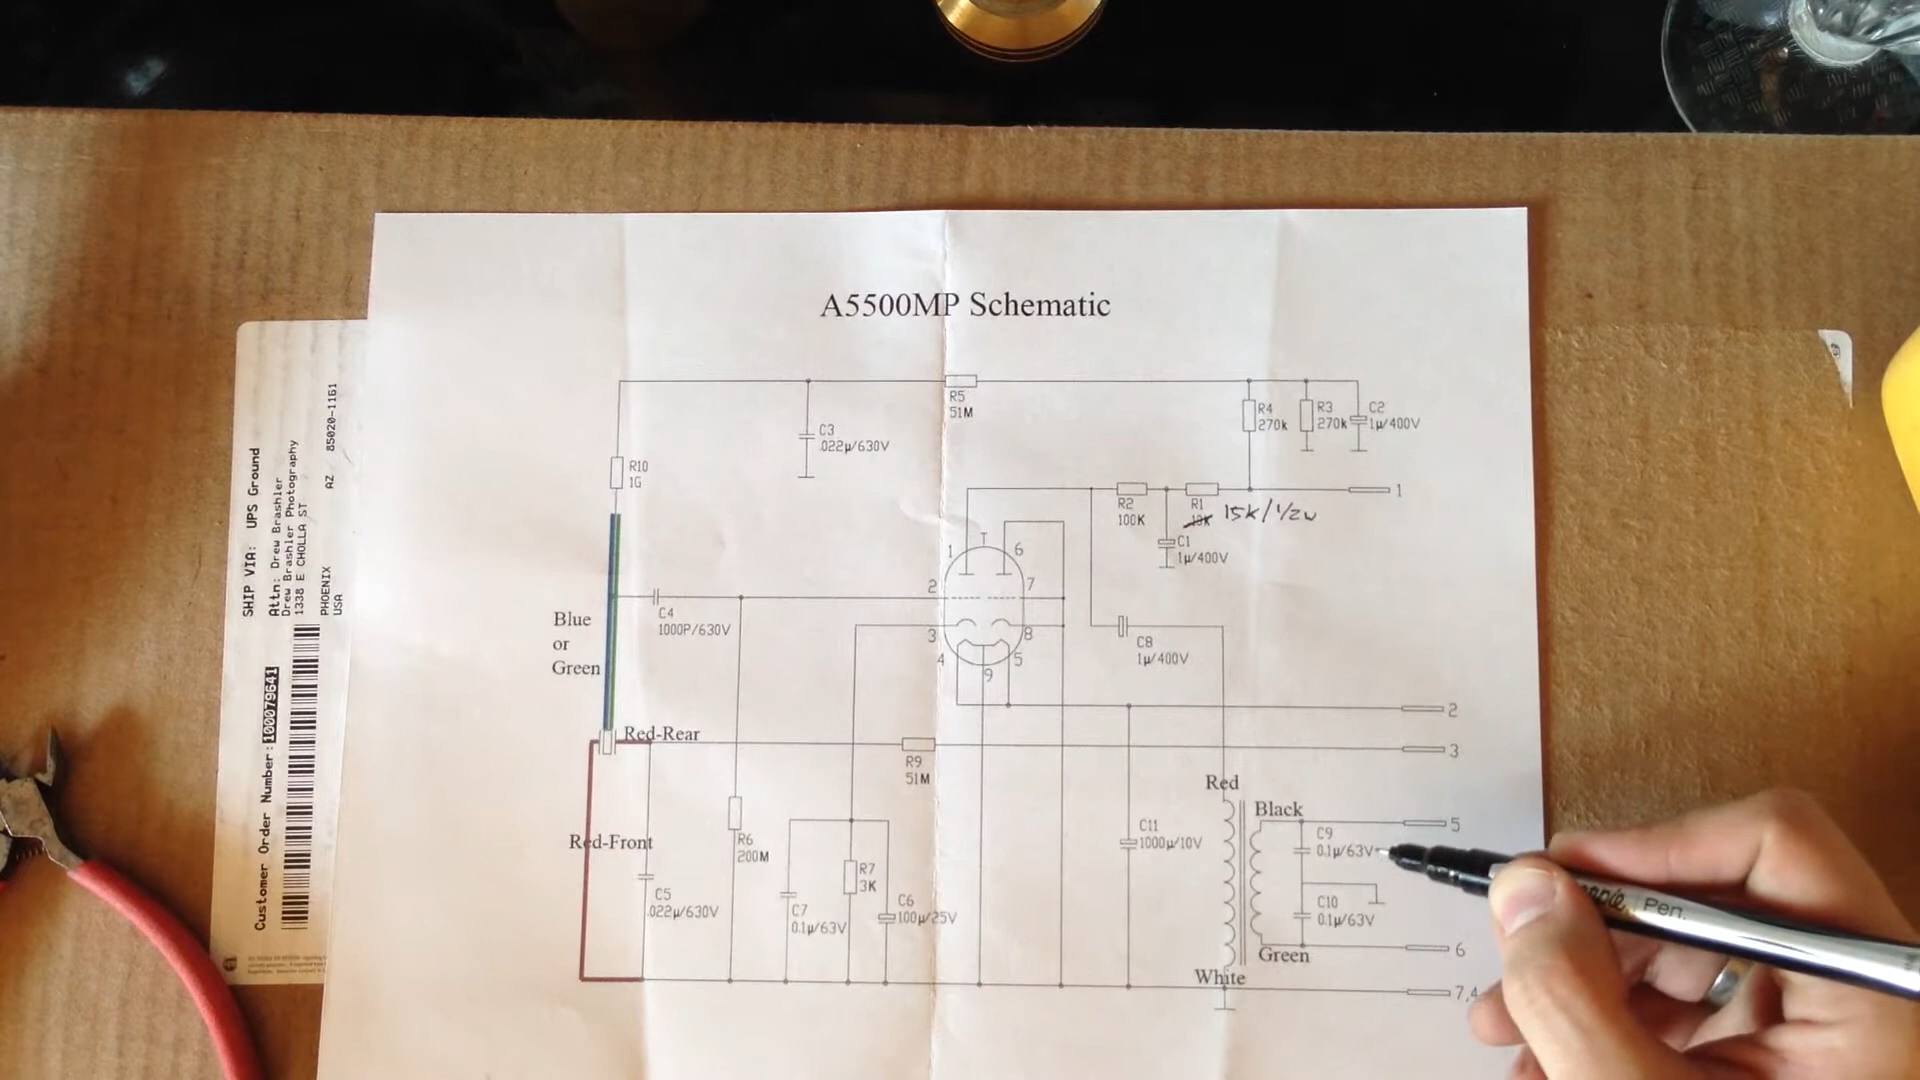 A5500MP Schematic
R5
51M
C3
.022µ/630V
R4
270k
R3
270k
C2
1µ/400V
R10
1G
R2
100K
R1
10K
15K/1/2W
1
C1
1µ/400V
T
1
6
2
7
3
8
4
5
9
C4
1000P/630V
Blue
or
Green
C8
1µ/400V
2
Red-Rear
3
R9
51M
Red
Black
5
C9
0.1µ/63V
C11
1000µ/10V
Red-Front
R6
200M
R7
3K
C5
.022µ/630V
C7
0.1µ/63V
C6
100µ/25V
C10
0.1µ/63V
6
Green
White
7,4
SHIP VIA: UPS Ground
Attn: Drew Brashler
Drew Brashler Photography
1338 E CHOLLA ST
PHOENIX AZ 85020-1161
USA
Customer Order Number: 100079641
Pen.